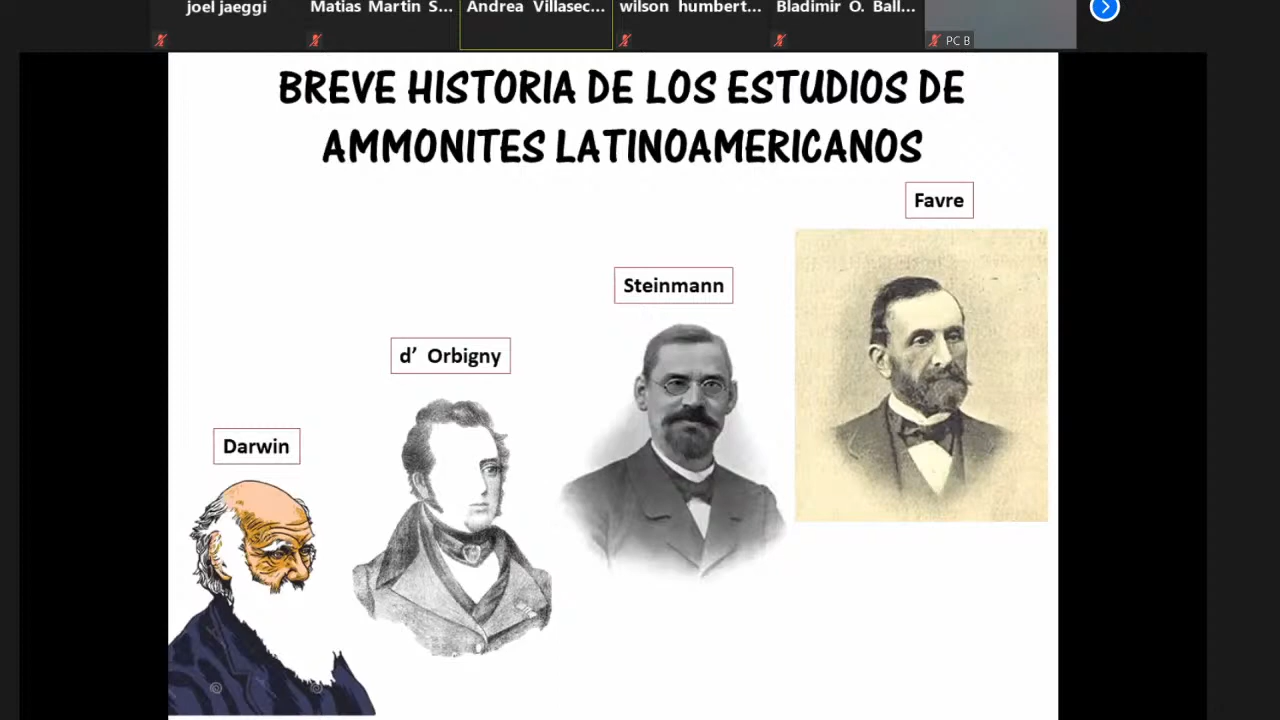 joel jaeggi
Matias Martin S...
Andrea Villasec...
wilson humbert...
Bladimir O. Ball...
PC B
BREVE HISTORIA DE LOS ESTUDIOS DE
AMMONITES LATINOAMERICANOS
Favre
Steinmann
d’ Orbigny
Darwin